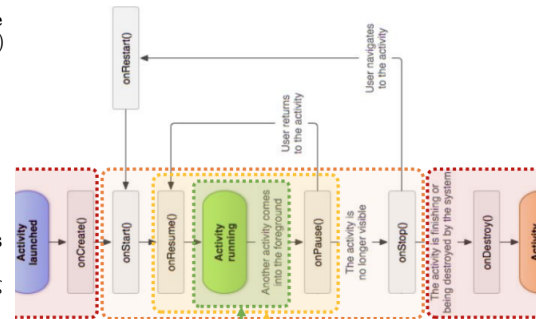 e
)
onRestart()
User navigates
to the activity
User returns
to the activity
Activity
launched
onCreate()
onStart()
onResume()
Activity
running
Another activity comes
into the foreground
onPause()
The activity is
no longer visible
onStop()
The activity is finishing or
being destroyed by the system
onDestroy()
Activity
s